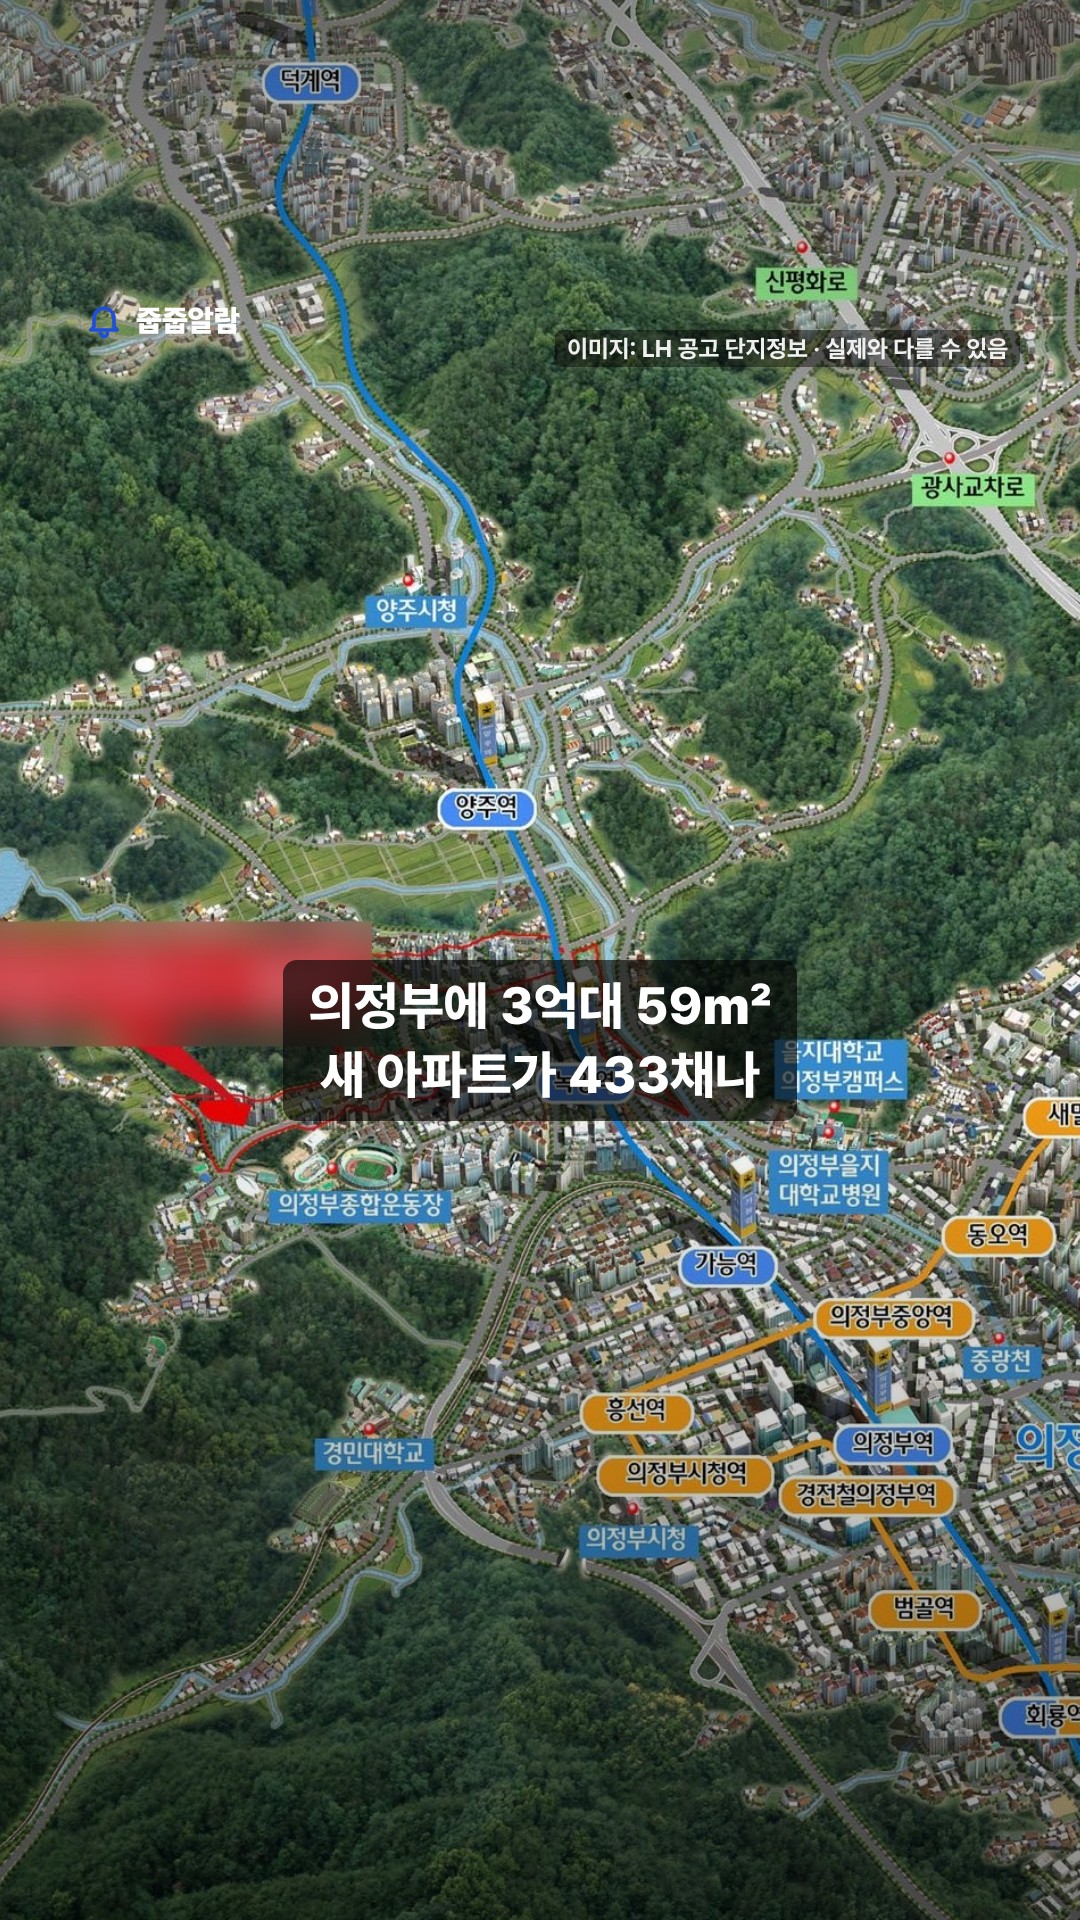 덕계역
신평화로
줍줍알람
이미지: LH 공고 단지정보 · 실제와 다를 수 있음
광사교차로
양주시청
양주역
의정부에 3억대 59m²
새 아파트가 433채나
을지대학교
의정부캠퍼스
의정부을지
대학교병원
의정부종합운동장
동오역
가능역
의정부중앙역
중랑천
흥선역
의정부역
경민대학교
의정부시청역
경전철의정부역
의정부시청
범골역
회룡역